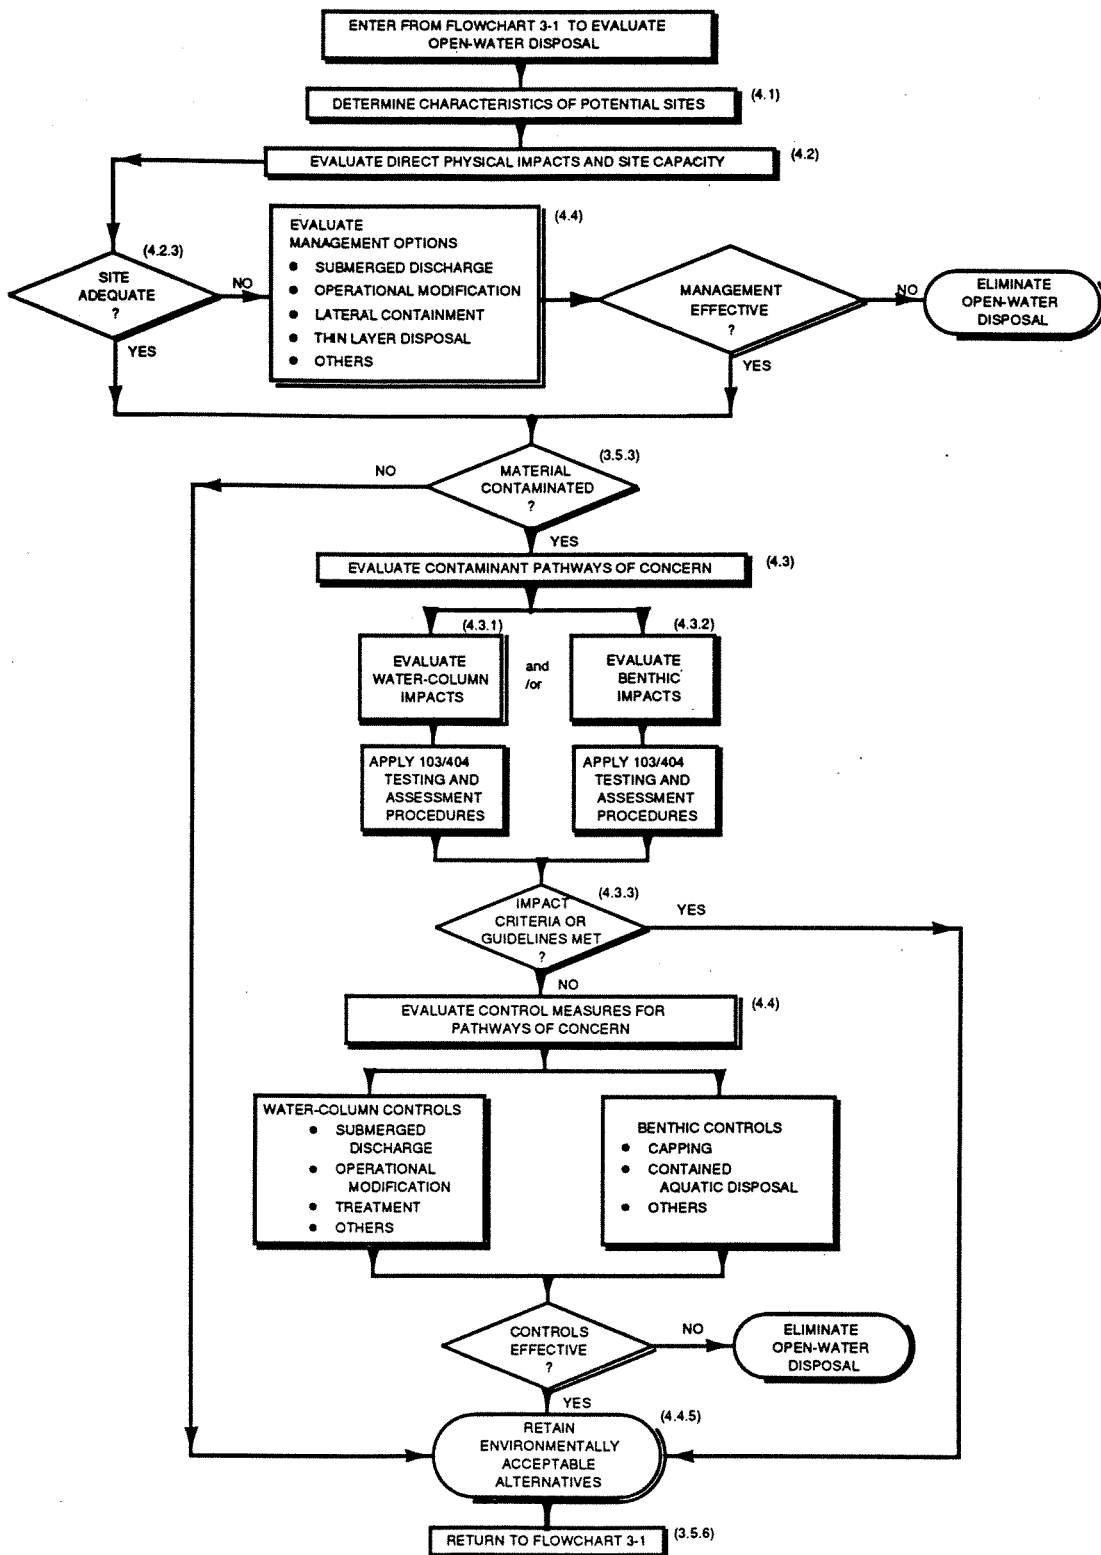 ENTER FROM FLOWCHART 3-1 TO EVALUATE
OPEN-WATER DISPOSAL
DETERMINE CHARACTERISTICS OF POTENTIAL SITES
(4.1)
EVALUATE DIRECT PHYSICAL IMPACTS AND SITE CAPACITY
(4.2)
(4.2.3)
SITE
ADEQUATE
?
NO
YES
(4.4)
EVALUATE
MANAGEMENT OPTIONS
● SUBMERGED DISCHARGE
● OPERATIONAL MODIFICATION
● LATERAL CONTAINMENT
● THIN LAYER DISPOSAL
● OTHERS
MANAGEMENT
EFFECTIVE
?
NO
YES
ELIMINATE
OPEN-WATER
DISPOSAL
(3.5.3)
MATERIAL
CONTAMINATED
?
NO
YES
EVALUATE CONTAMINANT PATHWAYS OF CONCERN
(4.3)
(4.3.1)
EVALUATE
WATER-COLUMN
IMPACTS
and
/or
(4.3.2)
EVALUATE
BENTHIC
IMPACTS
APPLY 103/404
TESTING AND
ASSESSMENT
PROCEDURES
APPLY 103/404
TESTING AND
ASSESSMENT
PROCEDURES
(4.3.3)
IMPACT
CRITERIA OR
GUIDELINES MET
?
YES
NO
EVALUATE CONTROL MEASURES FOR
PATHWAYS OF CONCERN
(4.4)
WATER-COLUMN CONTROLS
● SUBMERGED
DISCHARGE
● OPERATIONAL
MODIFICATION
● TREATMENT
● OTHERS
BENTHIC CONTROLS
● CAPPING
● CONTAINED
AQUATIC DISPOSAL
● OTHERS
CONTROLS
EFFECTIVE
?
NO
YES
ELIMINATE
OPEN-WATER
DISPOSAL
RETAIN
ENVIRONMENTALLY
ACCEPTABLE
ALTERNATIVES
(4.4.5)
RETURN TO FLOWCHART 3-1
(3.5.6)